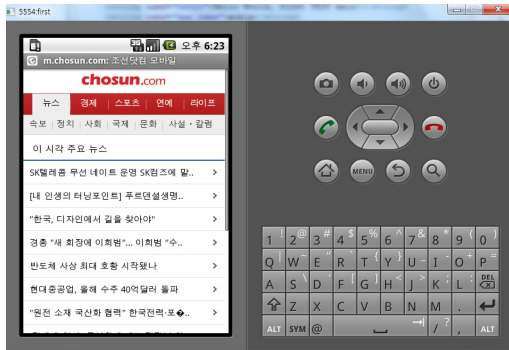 5554:first
오후 6:23
m.chosun.com: 조선닷컴 모바일
chosun.com
뉴스 경제 스포츠 연예 라이프
속보 정치 사회 국제 문화 사설·칼럼
이 시각 주요 뉴스
SK텔레콤 무선 네이트 운영 SK컴즈에 맡..
[내 인생의 터닝포인트] 푸르덴셜생명..
"한국, 디자인에서 길을 찾아야"
경총 "새 회장에 이희범"... 이희범 "수..
반도체 사상 최대 호황 시작됐나
현대중공업, 올해 수주 40억달러 돌파
"원전 소재 국산화 협력" 한국전력·포�..
MENU
1 ! 2 @ 3 # 4 $ 5 % 6 ^ 7 & 8 * 9 ( 0 )
Q | W ~ E " R ` T { Y } U _ I - O + P =
A S \ D ' F [ G ] H < J > K ; L : DEL
Z X C V B N M .
ALT SYM @ / ? , ALT